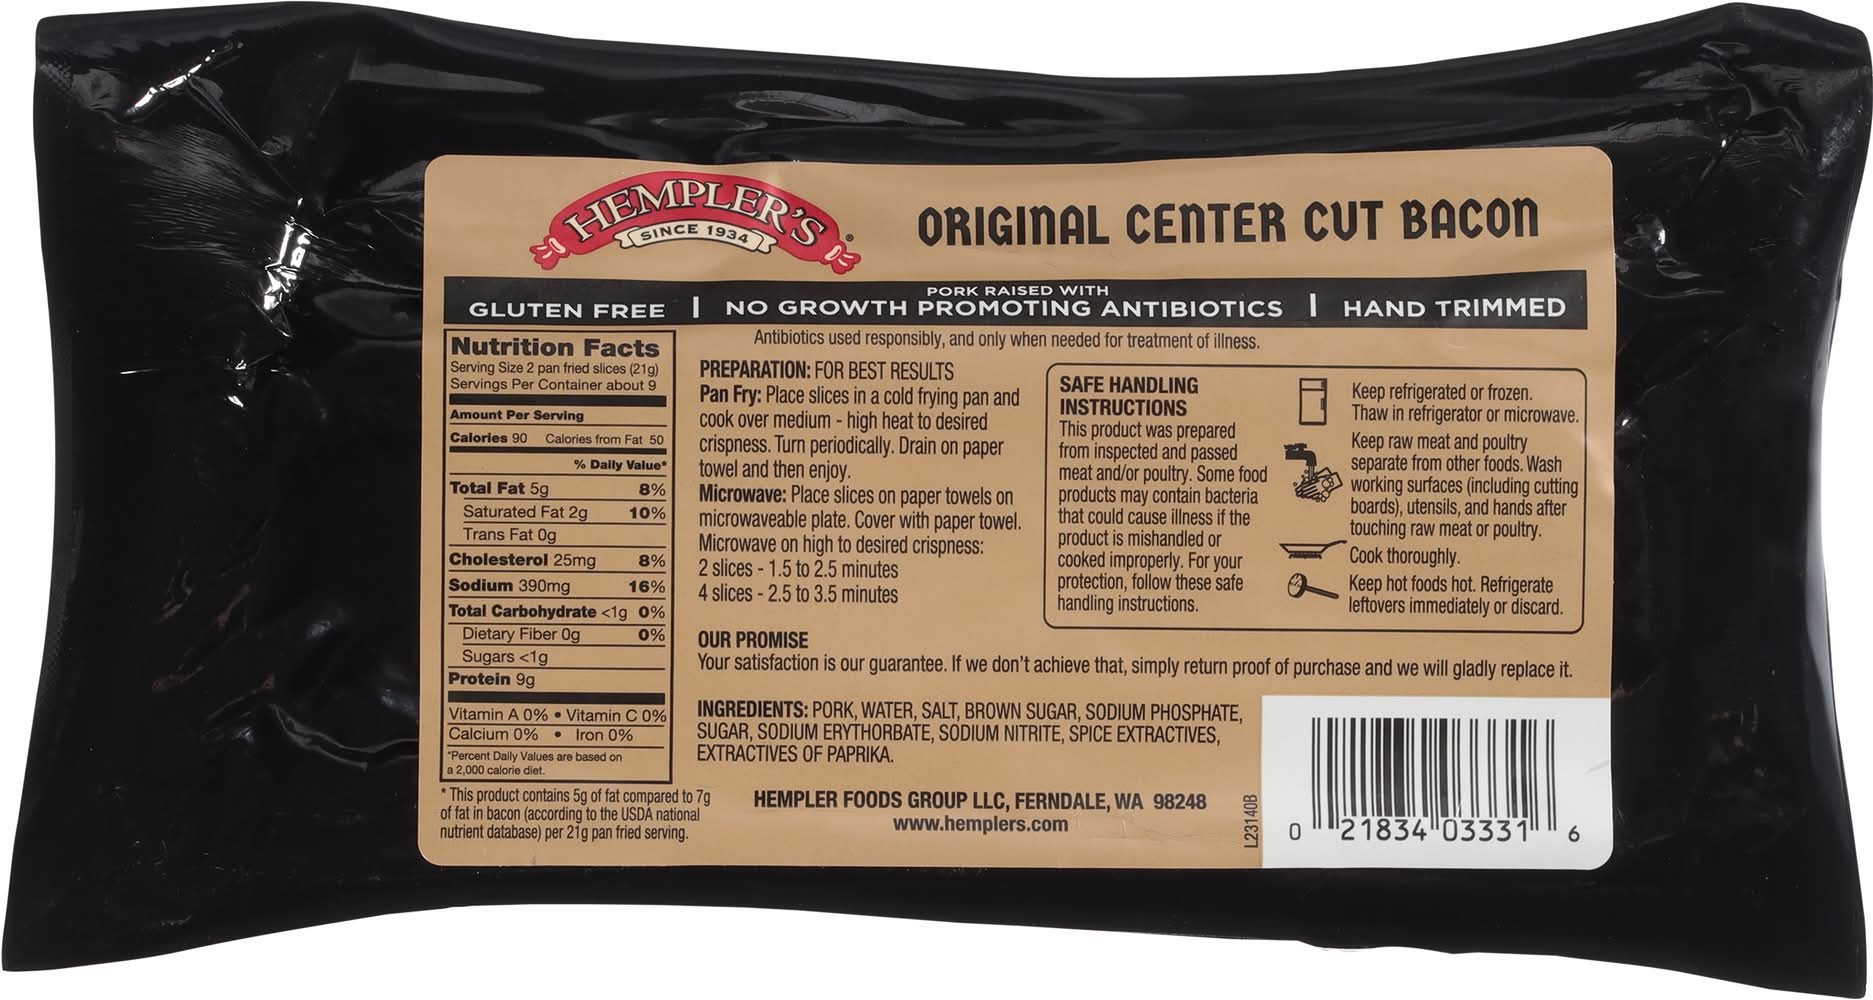 HEMPLER'S®
SINCE 1934
ORIGINAL CENTER CUT BACON
GLUTEN FREE | PORK RAISED WITH NO GROWTH PROMOTING ANTIBIOTICS | HAND TRIMMED
Antibiotics used responsibly, and only when needed for treatment of illness.
Nutrition Facts
Serving Size 2 pan fried slices (21g)
Servings Per Container about 9
Amount Per Serving
Calories 90 Calories from Fat 50
% Daily Value*
Total Fat 5g 8%
Saturated Fat 2g 10%
Trans Fat 0g
Cholesterol 25mg 8%
Sodium 390mg 16%
Total Carbohydrate <1g 0%
Dietary Fiber 0g 0%
Sugars <1g
Protein 9g
Vitamin A 0% • Vitamin C 0%
Calcium 0% • Iron 0%
*Percent Daily Values are based on
a 2,000 calorie diet.
* This product contains 5g of fat compared to 7g
of fat in bacon (according to the USDA national
nutrient database) per 21g pan fried serving.
PREPARATION: FOR BEST RESULTS
Pan Fry: Place slices in a cold frying pan and
cook over medium - high heat to desired
crispness. Turn periodically. Drain on paper
towel and then enjoy.
Microwave: Place slices on paper towels on
microwaveable plate. Cover with paper towel.
Microwave on high to desired crispness:
2 slices - 1.5 to 2.5 minutes
4 slices - 2.5 to 3.5 minutes
SAFE HANDLING
INSTRUCTIONS
This product was prepared
from inspected and passed
meat and/or poultry. Some food
products may contain bacteria
that could cause illness if the
product is mishandled or
cooked improperly. For your
protection, follow these safe
handling instructions.
Keep refrigerated or frozen.
Thaw in refrigerator or microwave.
Keep raw meat and poultry
separate from other foods. Wash
working surfaces (including cutting
boards), utensils, and hands after
touching raw meat or poultry.
Cook thoroughly.
Keep hot foods hot. Refrigerate
leftovers immediately or discard.
OUR PROMISE
Your satisfaction is our guarantee. If we don't achieve that, simply return proof of purchase and we will gladly replace it.
INGREDIENTS: PORK, WATER, SALT, BROWN SUGAR, SODIUM PHOSPHATE,
SUGAR, SODIUM ERYTHORBATE, SODIUM NITRITE, SPICE EXTRACTIVES,
EXTRACTIVES OF PAPRIKA.
HEMPLER FOODS GROUP LLC, FERNDALE, WA 98248
www.hemplers.com
L23140B
0 21834 03331 6